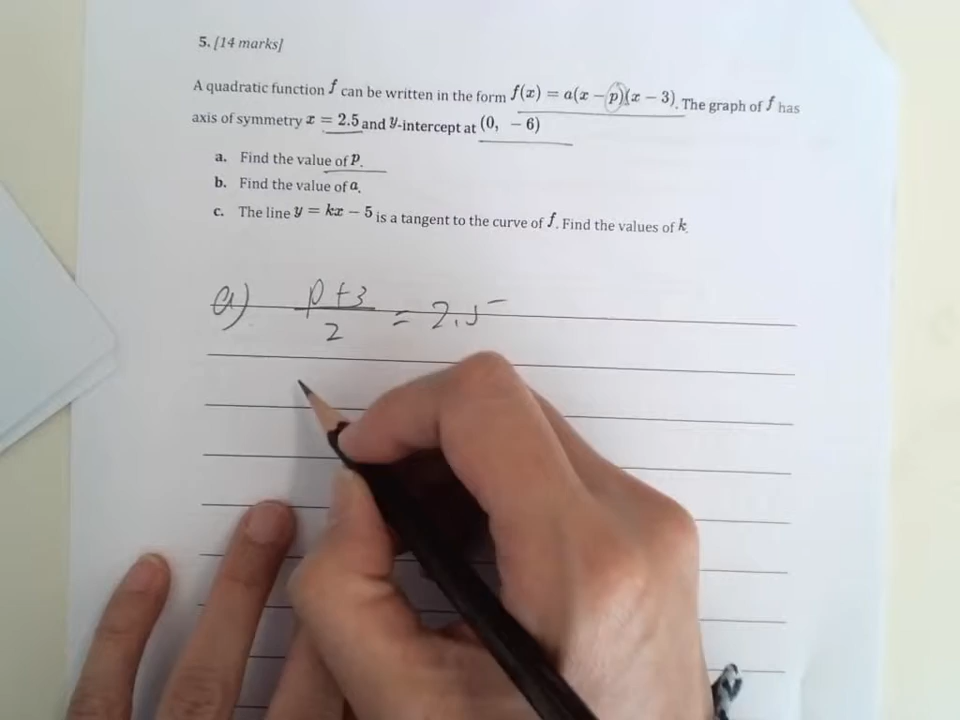 5. [14 marks]
A quadratic function f can be written in the form f(x) = a(x − p)(x − 3). The graph of f has
axis of symmetry x = 2.5 and y-intercept at (0, − 6)
a. Find the value of p.
b. Find the value of a.
c. The line y = kx − 5 is a tangent to the curve of f. Find the values of k.
a) p+3
2 = 2.5